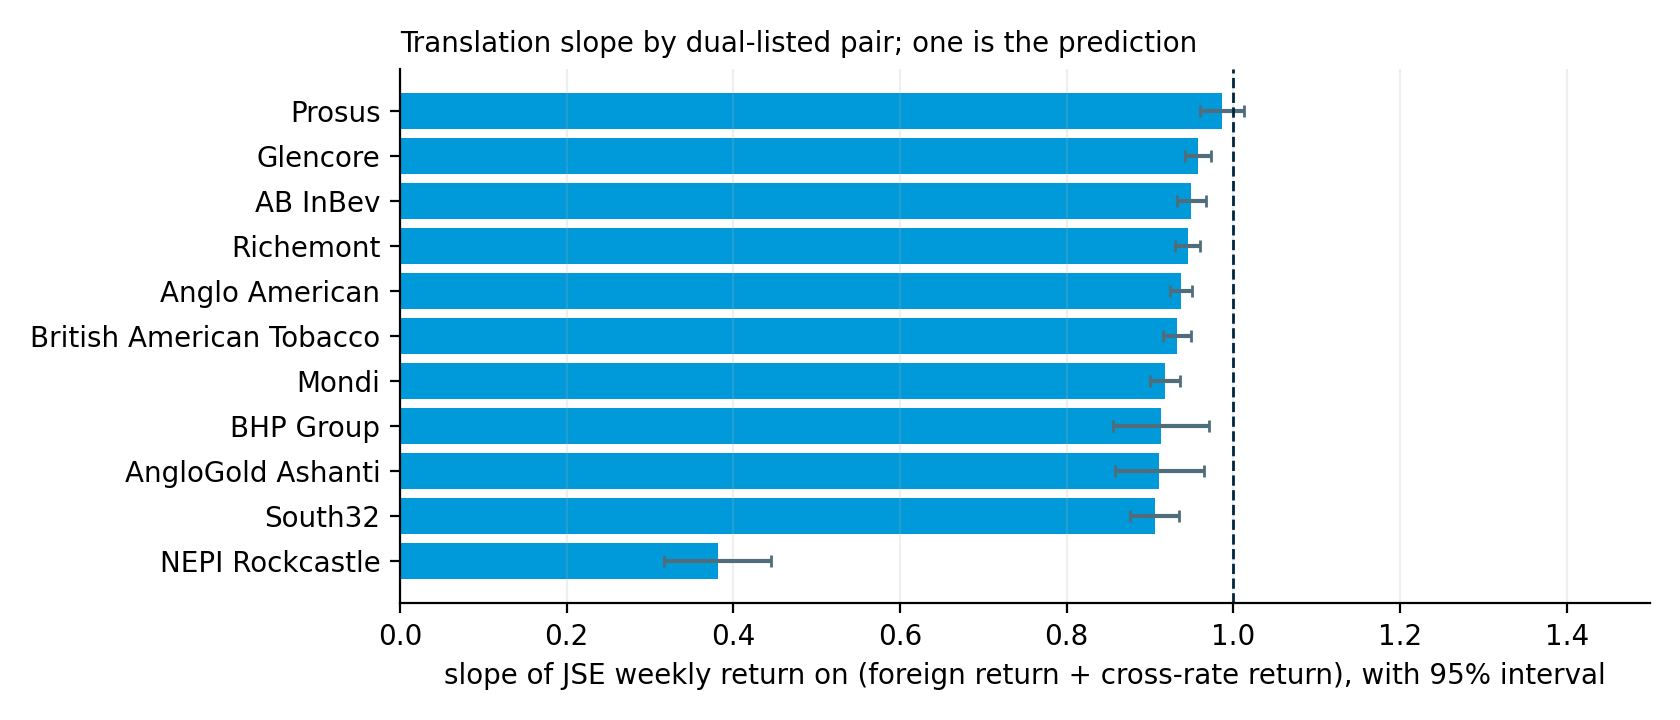 Translation slope by dual-listed pair; one is the prediction
Prosus
Glencore
AB InBev
Richemont
Anglo American
British American Tobacco
Mondi
BHP Group
AngloGold Ashanti
South32
NEPI Rockcastle
0.0 0.2 0.4 0.6 0.8 1.0 1.2 1.4
slope of JSE weekly return on (foreign return + cross-rate return), with 95% interval